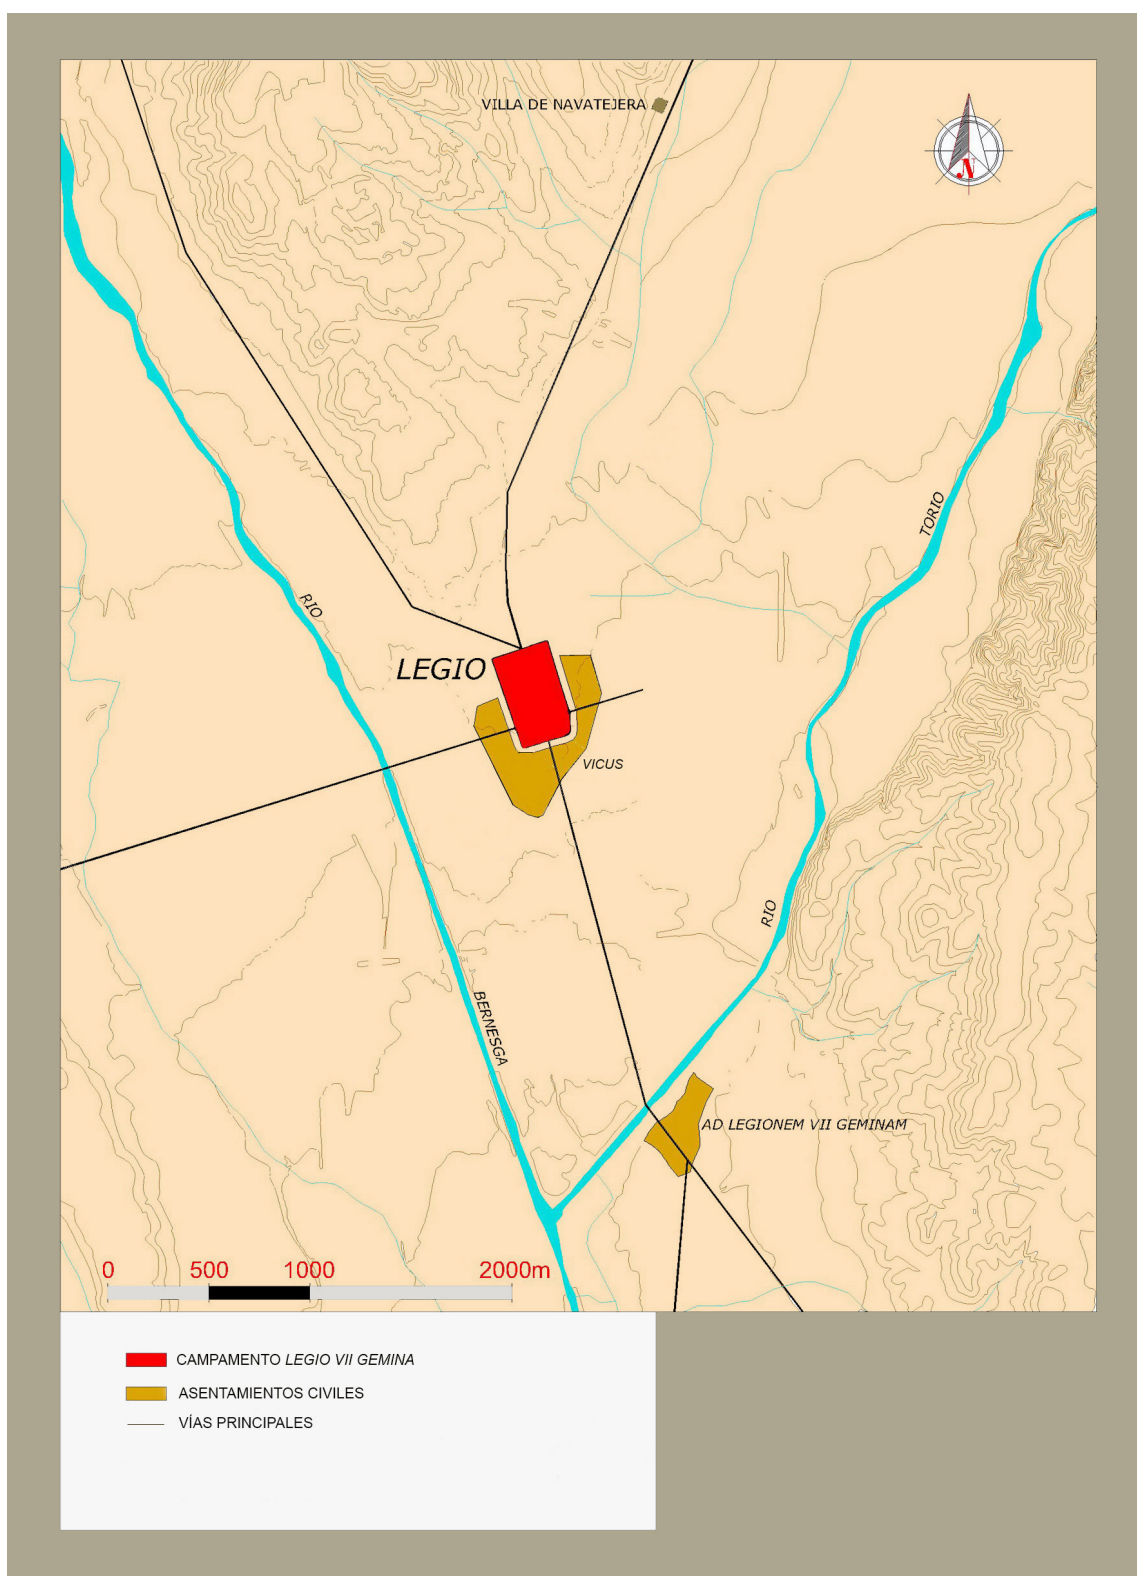 VILLA DE NAVATEJERA
N
TORIO
RIO
LEGIO
VICUS
RIO
BERNESGA
AD LEGIONEM VII GEMINAM
0 500 1000 2000m
CAMPAMENTO LEGIO VII GEMINA
ASENTAMIENTOS CIVILES
VÍAS PRINCIPALES